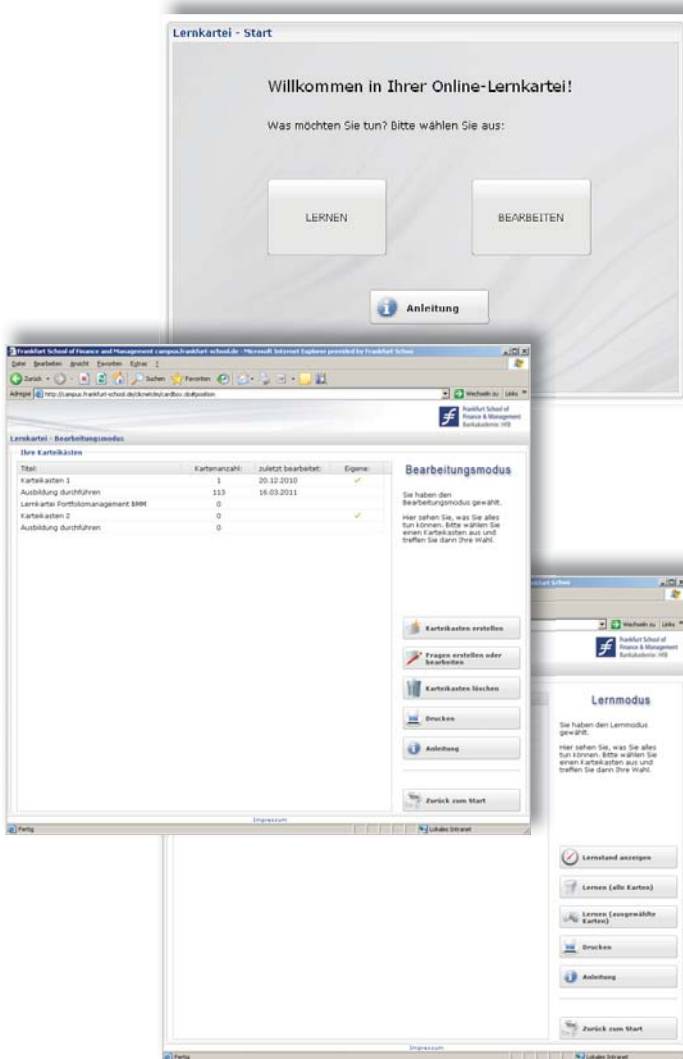 Lernkartei - Start
Willkommen in Ihrer Online-Lernkartei!
Was möchten Sie tun? Bitte wählen Sie aus:
LERNEN
BEARBEITEN
Anleitung
Frankfurt School of Finance and Management campus.frankfurt-school.de - Microsoft Internet Explorer provided by Frankfurt School
Datei Bearbeiten Ansicht Favoriten Extras ?
Zurück Suchen Favoriten
Adresse http://campus.frankfurt-school.de/clicnetclm/cardbox.do#position
Wechseln zu Links
Frankfurt School of
Finance & Management
Bankakademie HfB
Lernkartei - Bearbeitungsmodus
Ihre Karteikästen
Titel: Kartenanzahl: zuletzt bearbeitet: Eigene:
Karteikasten 1 1 20.12.2010
Ausbildung durchführen 113 16.03.2011
Lernkartei Portfoliomanagement BMM 0
Karteikasten 2 0
Ausbildung durchführen 0
Bearbeitungsmodus
Sie haben den
Bearbeitungsmodus gewählt.
Hier sehen Sie, was Sie alles
tun können. Bitte wählen Sie
einen Karteikasten aus und
treffen Sie dann Ihre Wahl.
Karteikasten erstellen
Fragen erstellen oder
bearbeiten
Karteikasten löschen
Drucken
Anleitung
Zurück zum Start
Impressum
Fertig
Lokales Intranet
Wechseln zu Links
Frankfurt School of
Finance & Management
Bankakademie HfB
Lernmodus
Sie haben den Lernmodus
gewählt.
Hier sehen Sie, was Sie alles
tun können. Bitte wählen Sie
einen Karteikasten aus und
treffen Sie dann Ihre Wahl.
Lernstand anzeigen
Lernen (alle Karten)
Lernen (ausgewählte
Karten)
Drucken
Anleitung
Zurück zum Start
Impressum
Fertig
Lokales Intranet